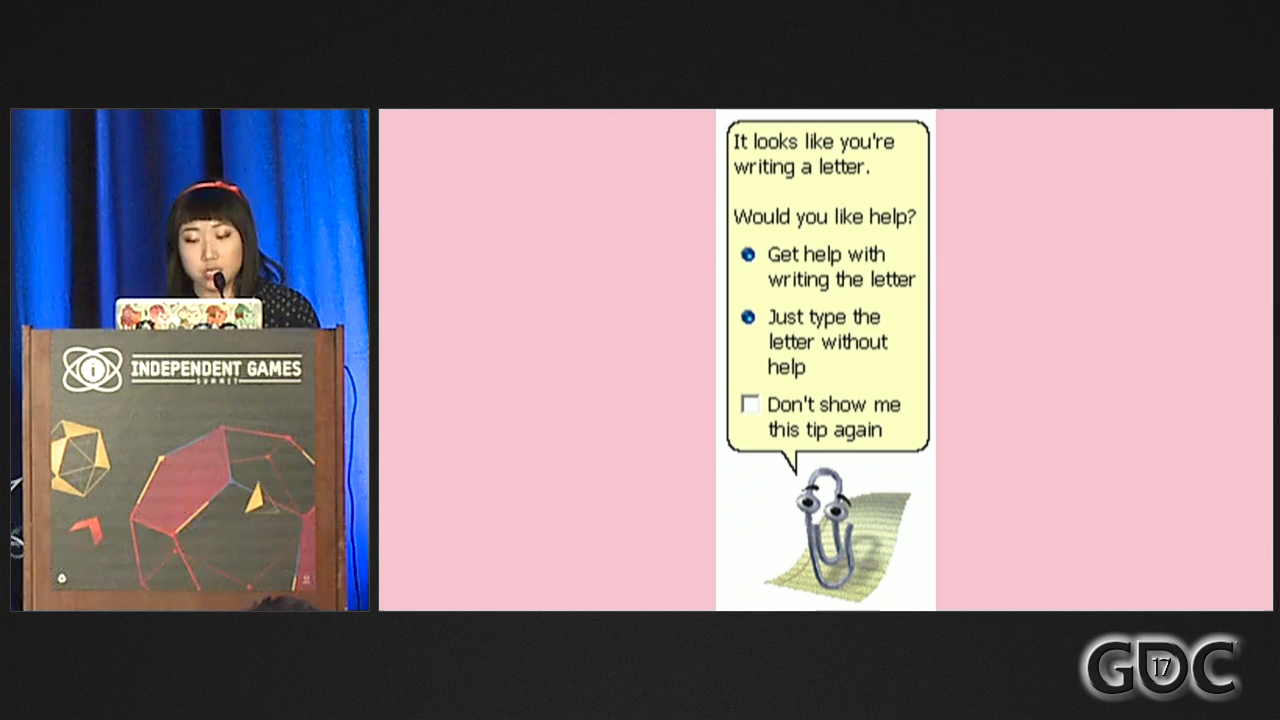 It looks like you're
writing a letter.
Would you like help?
Get help with
writing the letter
Just type the
letter without
help
Don't show me
this tip again
i
INDEPENDENT GAMES
SUMMIT
GDC
17